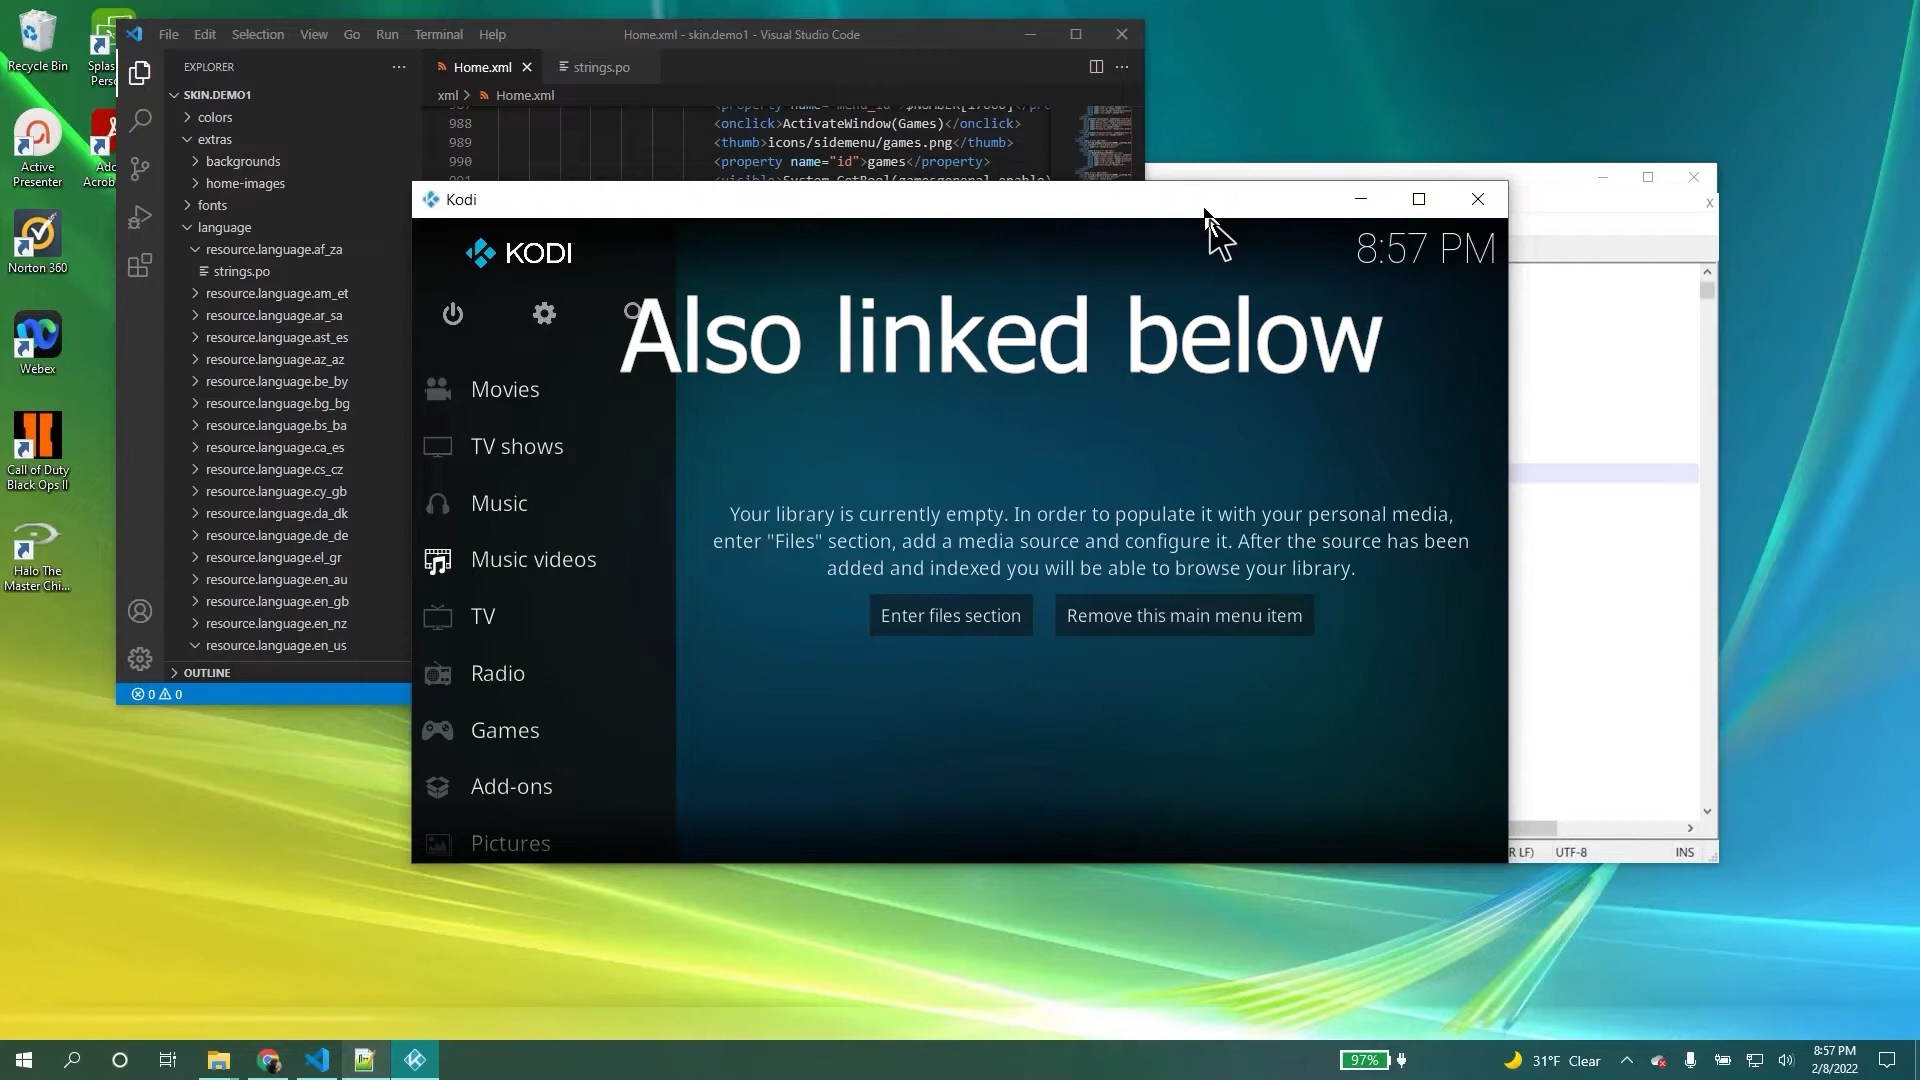 Recycle Bin
Splas
Perso
Active
Presenter
Ado
Acroba
Norton 360
Webex
Call of Duty
Black Ops II
Halo The
Master Chi...
File Edit Selection View Go Run Terminal Help
Home.xml - skin.demo1 - Visual Studio Code
EXPLORER
SKIN.DEMO1
colors
extras
backgrounds
home-images
fonts
language
resource.language.af_za
strings.po
resource.language.am_et
resource.language.ar_sa
resource.language.ast_es
resource.language.az_az
resource.language.be_by
resource.language.bg_bg
resource.language.bs_ba
resource.language.ca_es
resource.language.cs_cz
resource.language.cy_gb
resource.language.da_dk
resource.language.de_de
resource.language.el_gr
resource.language.en_au
resource.language.en_gb
resource.language.en_nz
resource.language.en_us
OUTLINE
0 0
Home.xml
strings.po
xml > Home.xml
988 <onclick>ActivateWindow(Games)</onclick>
989 <thumb>icons/sidemenu/games.png</thumb>
990 <property name="id">games</property>
Kodi
KODI
8:57 PM
Also linked below
Movies
TV shows
Music
Music videos
TV
Radio
Games
Add-ons
Pictures
Your library is currently empty. In order to populate it with your personal media,
enter "Files" section, add a media source and configure it. After the source has been
added and indexed you will be able to browse your library.
Enter files section
Remove this main menu item
R LF) UTF-8 INS
97%
31°F Clear
8:57 PM
2/8/2022